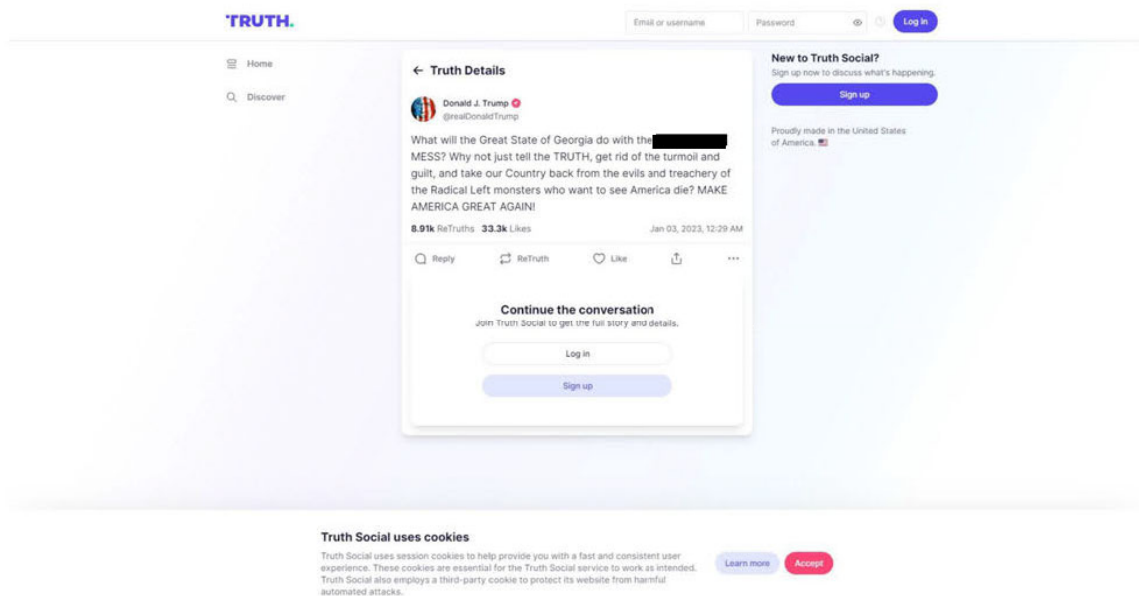 TRUTH.
Email or username
Password
Log in
Home
Discover
← Truth Details
Donald J. Trump
@realDonaldTrump
What will the Great State of Georgia do with the
MESS? Why not just tell the TRUTH, get rid of the turmoil and
guilt, and take our Country back from the evils and treachery of
the Radical Left monsters who want to see America die? MAKE
AMERICA GREAT AGAIN!
8.91k ReTruths 33.3k Likes
Jan 03, 2023, 12:29 AM
Reply
ReTruth
Like
Continue the conversation
Join Truth Social to get the full story and details.
Log in
Sign up
New to Truth Social?
Sign up now to discuss what's happening.
Sign up
Proudly made in the United States
of America.
Truth Social uses cookies
Truth Social uses session cookies to help provide you with a fast and consistent user
experience. These cookies are essential for the Truth Social service to work as intended.
Truth Social also employs a third-party cookie to protect its website from harmful
automated attacks.
Learn more
Accept